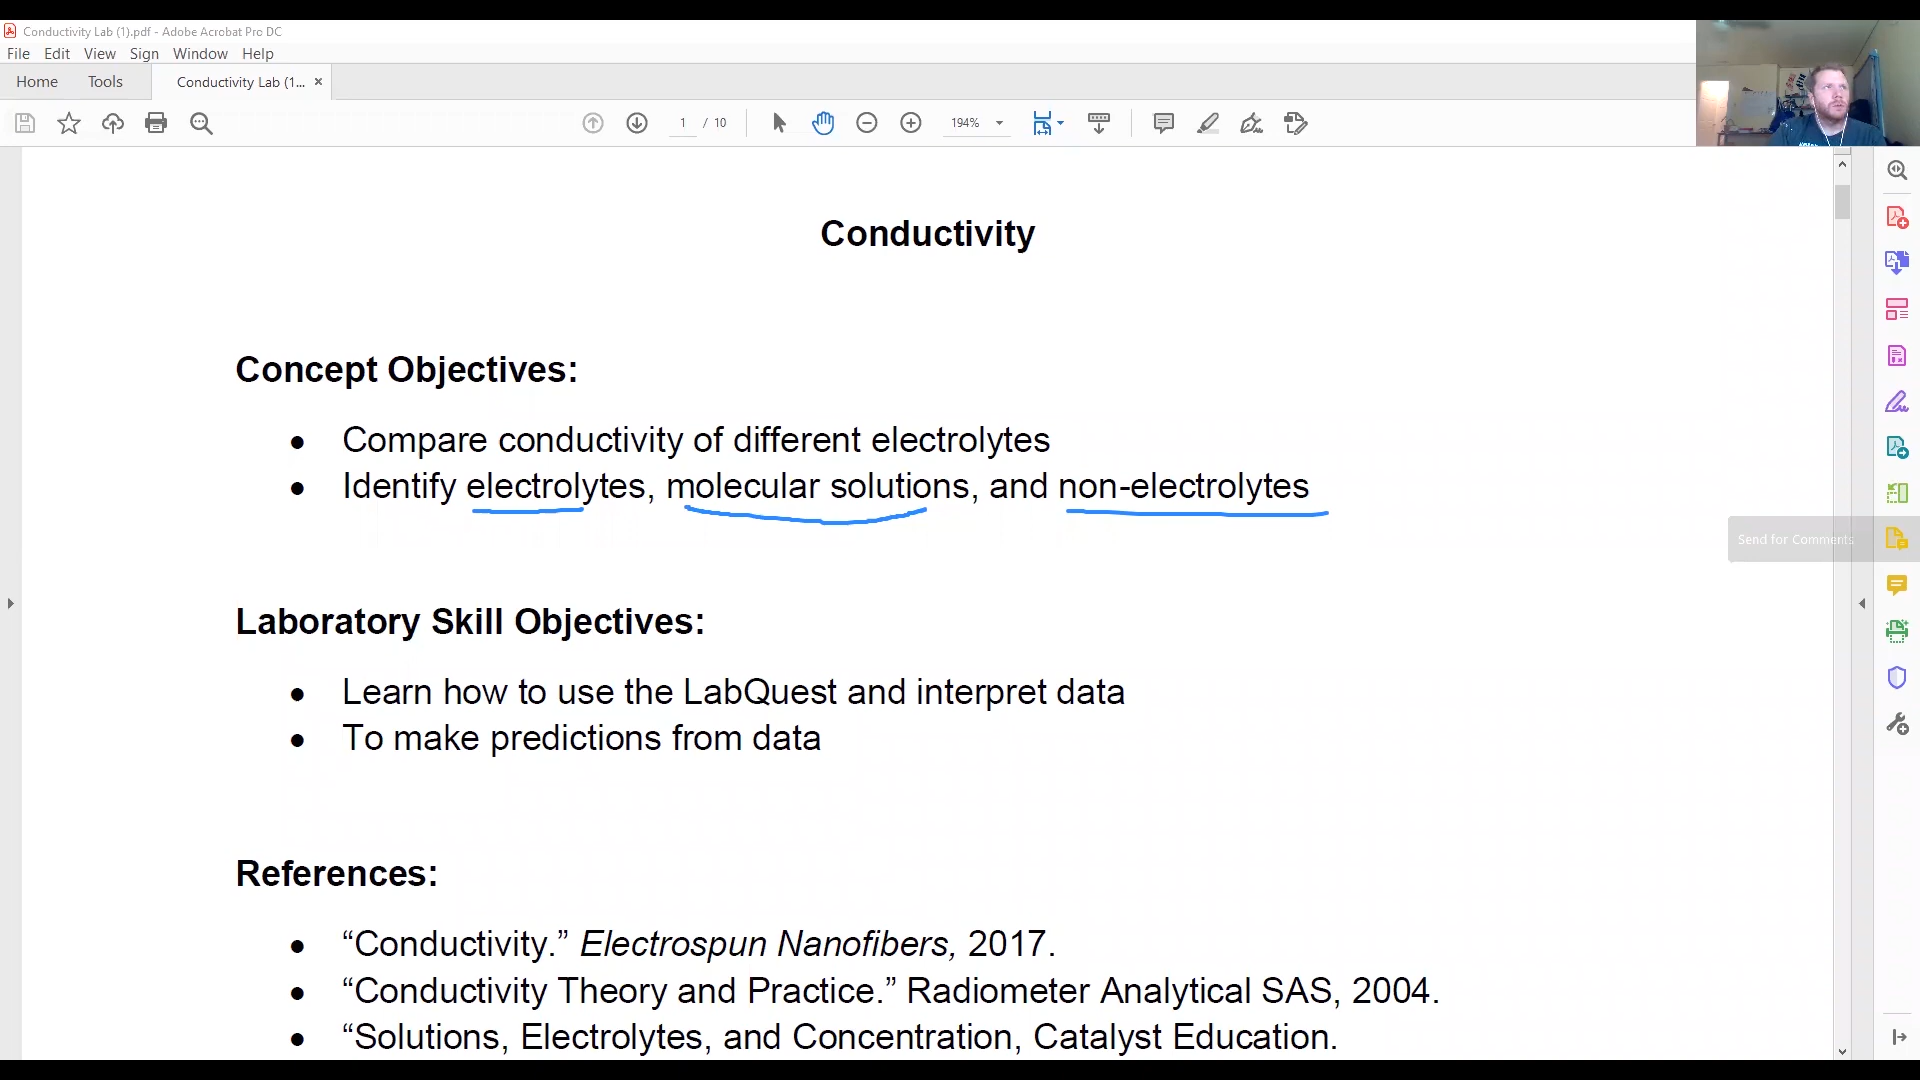 Conductivity Lab (1).pdf - Adobe Acrobat Pro DC
File Edit View Sign Window Help
Home Tools Conductivity Lab (1... ×
1 / 10 194%
Conductivity
Concept Objectives:
• Compare conductivity of different electrolytes
• Identify electrolytes, molecular solutions, and non-electrolytes
Send for Comments
Laboratory Skill Objectives:
• Learn how to use the LabQuest and interpret data
• To make predictions from data
References:
• “Conductivity.” Electrospun Nanofibers, 2017.
• “Conductivity Theory and Practice.” Radiometer Analytical SAS, 2004.
• “Solutions, Electrolytes, and Concentration, Catalyst Education.